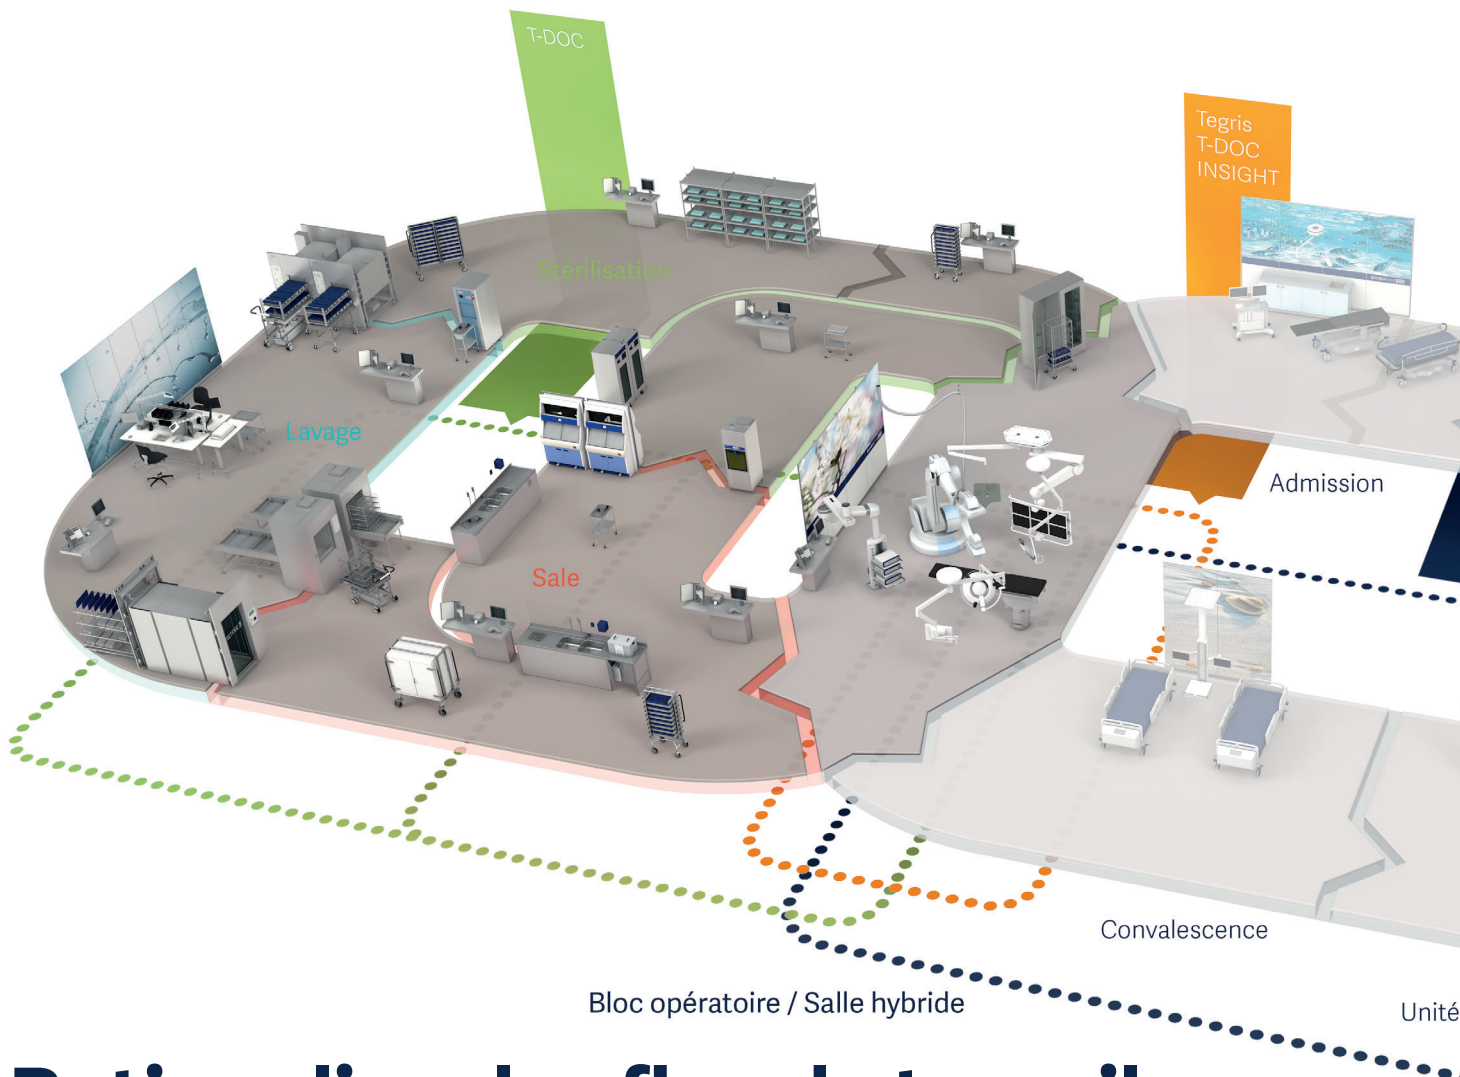 T-DOC
Tegris
T-DOC
INSIGHT
Stérilisation
Lavage
Admission
Sale
Convalescence
Bloc opératoire / Salle hybride
Unité